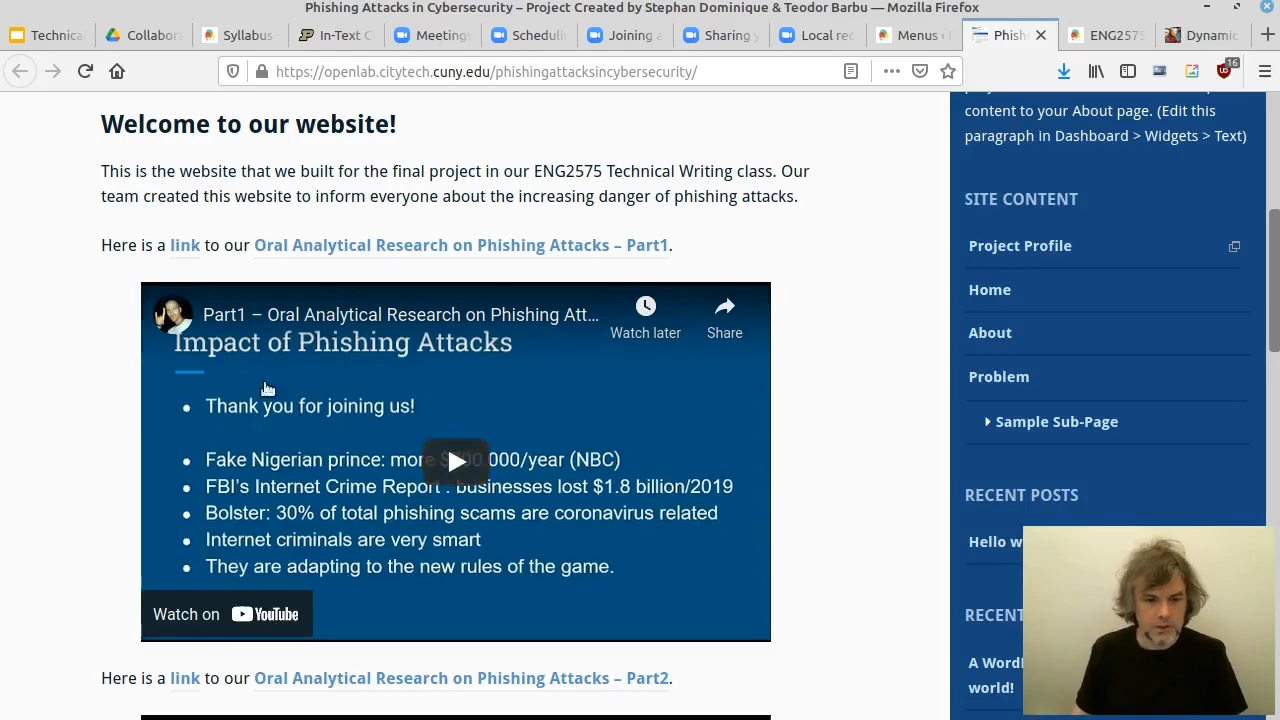 Phishing Attacks in Cybersecurity – Project Created by Stephan Dominique & Teodor Barbu — Mozilla Firefox
Technical
Collabora
Syllabus
In-Text C
Meetings
Schedulin
Joining a
Sharing y
Local rec
Menus
Phishi
ENG2575
Dynamic
https://openlab.citytech.cuny.edu/phishingattacksincybersecurity/
16
content to your About page. (Edit this
paragraph in Dashboard > Widgets > Text)
Welcome to our website!
This is the website that we built for the final project in our ENG2575 Technical Writing class. Our
team created this website to inform everyone about the increasing danger of phishing attacks.
Here is a link to our Oral Analytical Research on Phishing Attacks – Part1.
Part1 – Oral Analytical Research on Phishing Att...
Watch later
Share
Impact of Phishing Attacks
• Thank you for joining us!
• Fake Nigerian prince: more 000/year (NBC)
• FBI's Internet Crime Report : businesses lost $1.8 billion/2019
• Bolster: 30% of total phishing scams are coronavirus related
• Internet criminals are very smart
• They are adapting to the new rules of the game.
Watch on YouTube
Here is a link to our Oral Analytical Research on Phishing Attacks – Part2.
SITE CONTENT
Project Profile
Home
About
Problem
Sample Sub-Page
RECENT POSTS
Hello w
RECENT
A Word
world!